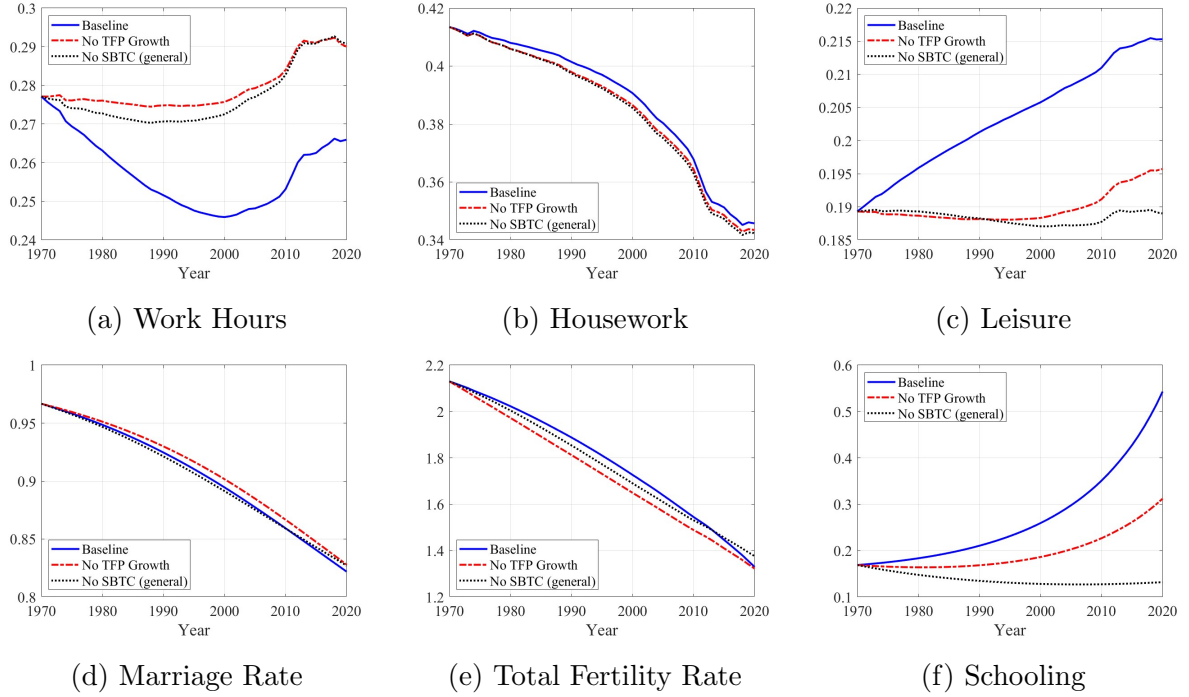 0.3
0.29
0.28
0.27
0.26
0.25
0.24
Baseline
No TFP Growth
No SBTC (general)
1970 1980 1990 2000 2010 2020
Year
(a) Work Hours
0.42
0.4
0.38
0.36
0.34
Baseline
No TFP Growth
No SBTC (general)
1970 1980 1990 2000 2010 2020
Year
(b) Housework
0.22
0.215
0.21
0.205
0.2
0.195
0.19
0.185
Baseline
No TFP Growth
No SBTC (general)
1970 1980 1990 2000 2010 2020
Year
(c) Leisure
1
0.95
0.9
0.85
0.8
Baseline
No TFP Growth
No SBTC (general)
1970 1980 1990 2000 2010 2020
Year
(d) Marriage Rate
2.2
2
1.8
1.6
1.4
1.2
Baseline
No TFP Growth
No SBTC (general)
1970 1980 1990 2000 2010 2020
Year
(e) Total Fertility Rate
0.6
0.5
0.4
0.3
0.2
0.1
Baseline
No TFP Growth
No SBTC (general)
1970 1980 1990 2000 2010 2020
Year
(f) Schooling